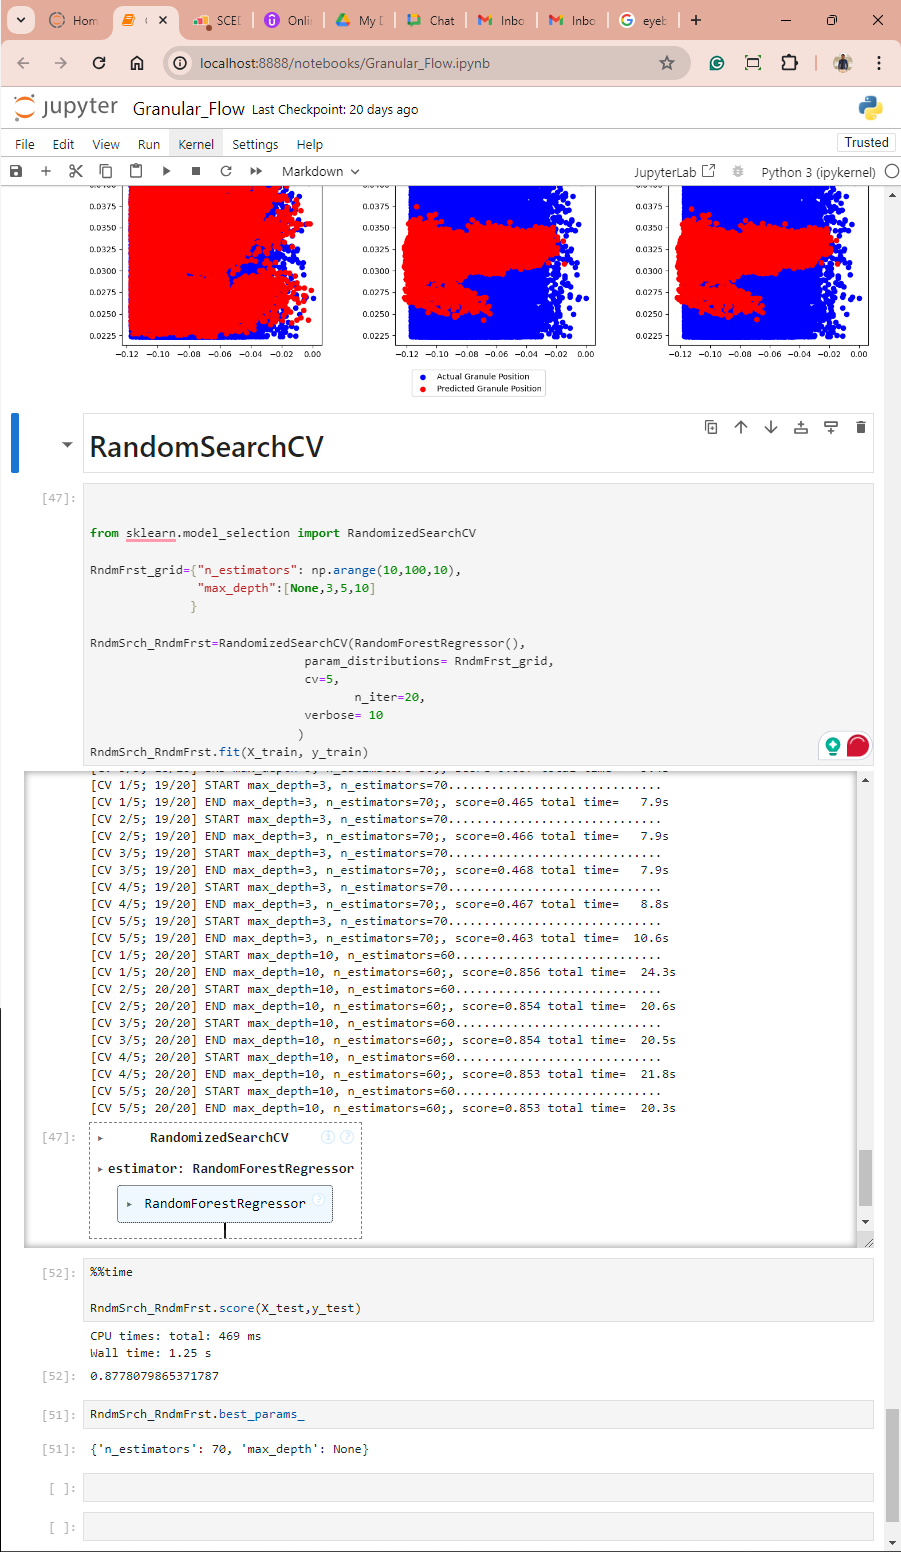 Hom
SCED
Onli
My D
Chat
Inbo
Inbo
eyeb
localhost:8888/notebooks/Granular_Flow.ipynb
jupyter Granular_Flow Last Checkpoint: 20 days ago
File Edit View Run Kernel Settings Help
Trusted
Markdown
JupyterLab Python 3 (ipykernel)
0.0375
0.0350
0.0325
0.0300
0.0275
0.0250
0.0225
−0.12 −0.10 −0.08 −0.06 −0.04 −0.02 0.00
0.0375
0.0350
0.0325
0.0300
0.0275
0.0250
0.0225
−0.12 −0.10 −0.08 −0.06 −0.04 −0.02 0.00
0.0375
0.0350
0.0325
0.0300
0.0275
0.0250
0.0225
−0.12 −0.10 −0.08 −0.06 −0.04 −0.02 0.00
Actual Granule Position
Predicted Granule Position
RandomSearchCV
[47]:
from sklearn.model_selection import RandomizedSearchCV
RndmFrst_grid={"n_estimators": np.arange(10,100,10),
"max_depth":[None,3,5,10]
}
RndmSrch_RndmFrst=RandomizedSearchCV(RandomForestRegressor(),
param_distributions= RndmFrst_grid,
cv=5,
n_iter=20,
verbose= 10
)
RndmSrch_RndmFrst.fit(X_train, y_train)
[CV 1/5; 19/20] START max_depth=3, n_estimators=70..............................
[CV 1/5; 19/20] END max_depth=3, n_estimators=70;, score=0.465 total time=   7.9s
[CV 2/5; 19/20] START max_depth=3, n_estimators=70..............................
[CV 2/5; 19/20] END max_depth=3, n_estimators=70;, score=0.466 total time=   7.9s
[CV 3/5; 19/20] START max_depth=3, n_estimators=70..............................
[CV 3/5; 19/20] END max_depth=3, n_estimators=70;, score=0.468 total time=   7.9s
[CV 4/5; 19/20] START max_depth=3, n_estimators=70..............................
[CV 4/5; 19/20] END max_depth=3, n_estimators=70;, score=0.467 total time=   8.8s
[CV 5/5; 19/20] START max_depth=3, n_estimators=70..............................
[CV 5/5; 19/20] END max_depth=3, n_estimators=70;, score=0.463 total time=  10.6s
[CV 1/5; 20/20] START max_depth=10, n_estimators=60.............................
[CV 1/5; 20/20] END max_depth=10, n_estimators=60;, score=0.856 total time=  24.3s
[CV 2/5; 20/20] START max_depth=10, n_estimators=60.............................
[CV 2/5; 20/20] END max_depth=10, n_estimators=60;, score=0.854 total time=  20.6s
[CV 3/5; 20/20] START max_depth=10, n_estimators=60.............................
[CV 3/5; 20/20] END max_depth=10, n_estimators=60;, score=0.854 total time=  20.5s
[CV 4/5; 20/20] START max_depth=10, n_estimators=60.............................
[CV 4/5; 20/20] END max_depth=10, n_estimators=60;, score=0.853 total time=  21.8s
[CV 5/5; 20/20] START max_depth=10, n_estimators=60.............................
[CV 5/5; 20/20] END max_depth=10, n_estimators=60;, score=0.853 total time=  20.3s
[47]:
RandomizedSearchCV
estimator: RandomForestRegressor
RandomForestRegressor
[52]: %%time
RndmSrch_RndmFrst.score(X_test,y_test)
CPU times: total: 469 ms
Wall time: 1.25 s
[52]: 0.8778079865371787
[51]: RndmSrch_RndmFrst.best_params_
[51]: {'n_estimators': 70, 'max_depth': None}
[ ]:
[ ]: